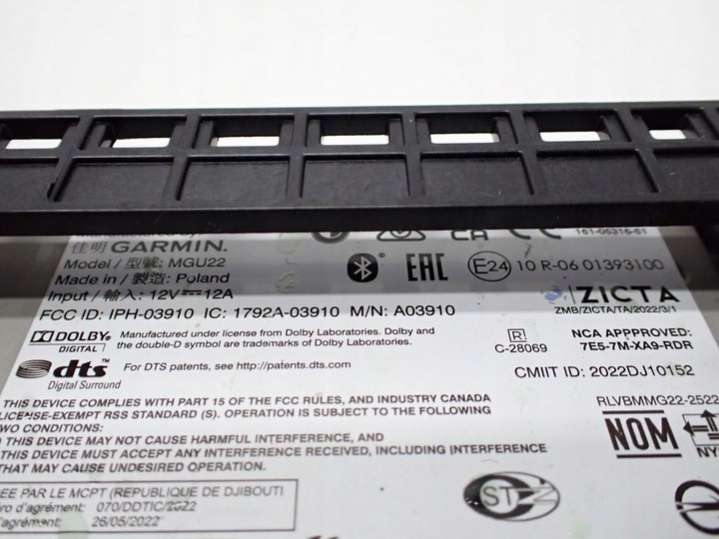 佳明 GARMIN.
Model / 型號: MGU22
Made in / 製造: Poland
Input / 輸入: 12V 12A
FCC ID: IPH-03910 IC: 1792A-03910 M/N: A03910
EAC
E24 10 R-06 01393100
ZICTA
ZMB/ZICTA/TA/2022/3/1
DOLBY
DIGITAL
Manufactured under license from Dolby Laboratories. Dolby and
the double-D symbol are trademarks of Dolby Laboratories.
dts
Digital Surround
For DTS patents, see http://patents.dts.com
R
C-28069
NCA APPPROVED:
7E5-7M-XA9-RDR
CMIIT ID: 2022DJ10152
THIS DEVICE COMPLIES WITH PART 15 OF THE FCC RULES, AND INDUSTRY CANADA
LICENSE-EXEMPT RSS STANDARD (S). OPERATION IS SUBJECT TO THE FOLLOWING
TWO CONDITIONS:
THIS DEVICE MAY NOT CAUSE HARMFUL INTERFERENCE, AND
THIS DEVICE MUST ACCEPT ANY INTERFERENCE RECEIVED, INCLUDING INTERFERENCE
THAT MAY CAUSE UNDESIRED OPERATION.
RLVBMMG22-2522
NOM
NY
ÉE PAR LE MCPT (REPUBLIQUE DE DJIBOUTI
ro d'agrément: 070/DDTIC/2022
d'agrément: 26/05/2022